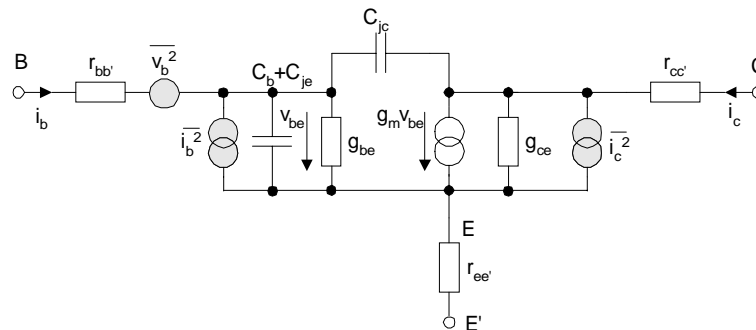 C_jc
B
r_bb'
v_b^2
C_b+C_je
r_cc'
C
i_b
i_b^2
v_be
g_be
g_m v_be
g_ce
i_c^2
i_c
E
r_ee'
E'